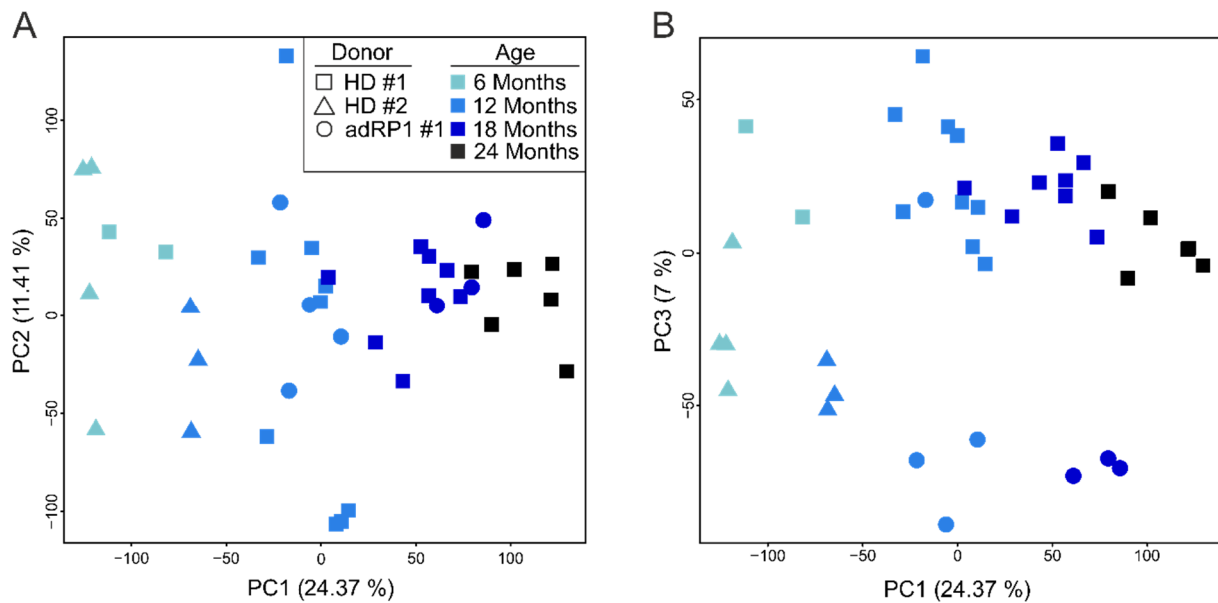 A
Donor Age
HD #1 6 Months
HD #2 12 Months
adRP1 #1 18 Months
24 Months
PC2 (11.41 %)
100
50
0
−50
−100
−100 −50 0 50 100
PC1 (24.37 %)
B
PC3 (7 %)
50
0
−50
−100 −50 0 50 100
PC1 (24.37 %)